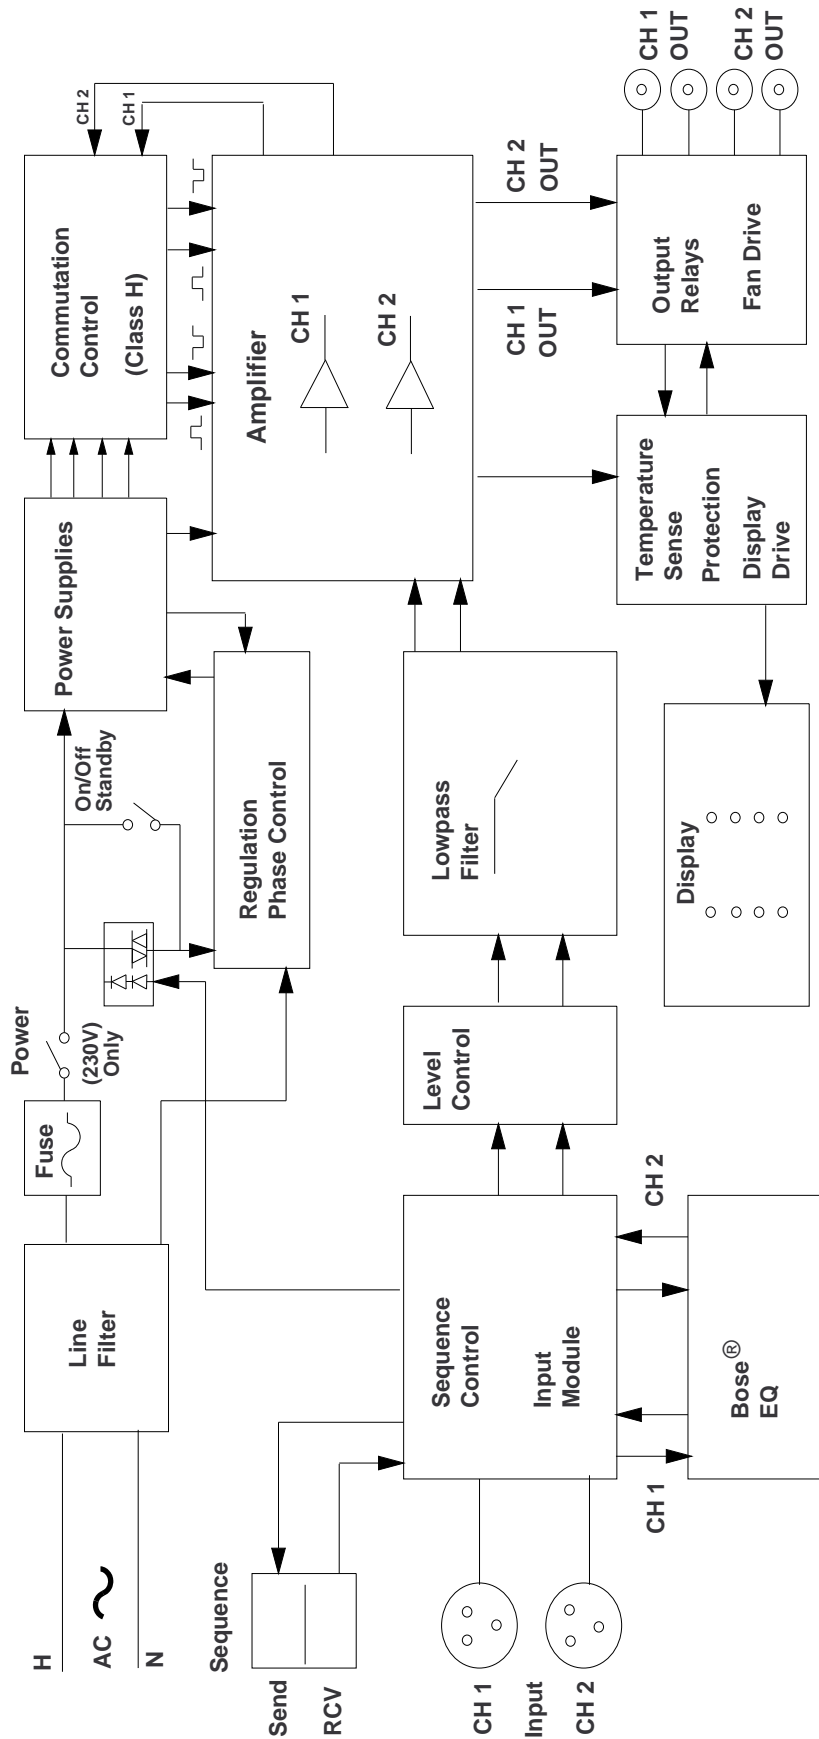 H
AC
N
Line
Filter
Fuse
Power
(230V)
Only
On/Off
Standby
Power Supplies
Commutation
Control
(Class H)
CH 2
CH 1
Regulation
Phase Control
Amplifier
CH 1
CH 2
Sequence
Send
RCV
CH 1
Input
CH 2
Sequence
Control
Input
Module
Level
Control
Lowpass
Filter
CH 1
OUT
CH 2
OUT
CH 1
CH 2
Bose®
EQ
Display
Temperature
Sense
Protection
Display
Drive
Output
Relays
Fan Drive
CH 1
OUT
CH 2
OUT